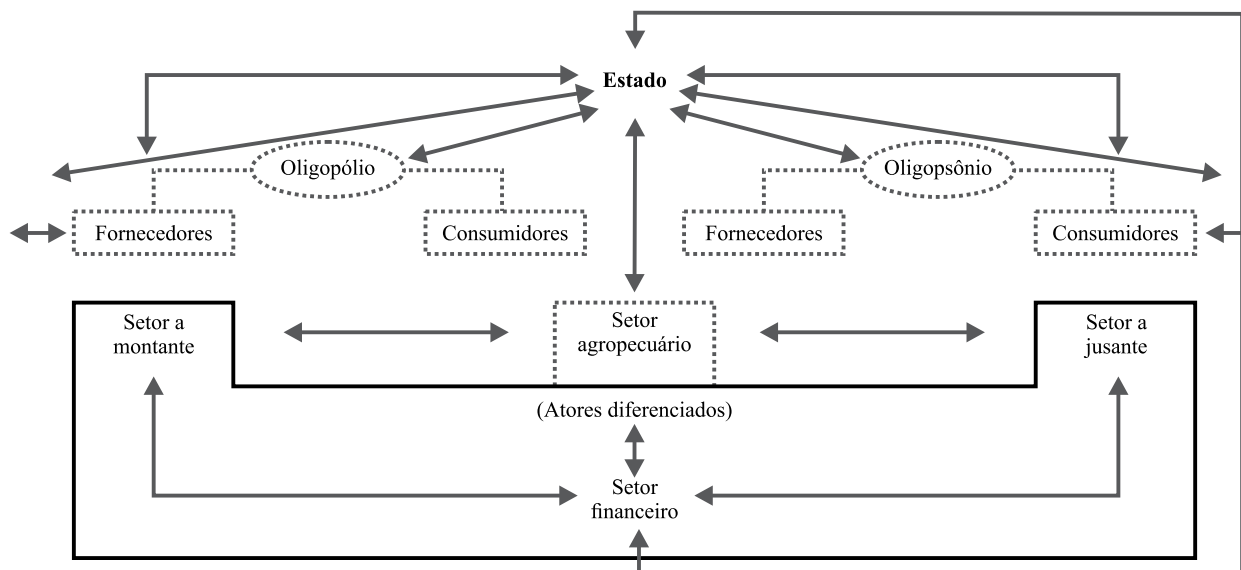 Estado
Oligopólio
Oligopsônio
Fornecedores
Consumidores
Fornecedores
Consumidores
Setor a
montante
Setor
agropecuário
Setor a
jusante
(Atores diferenciados)
Setor
financeiro